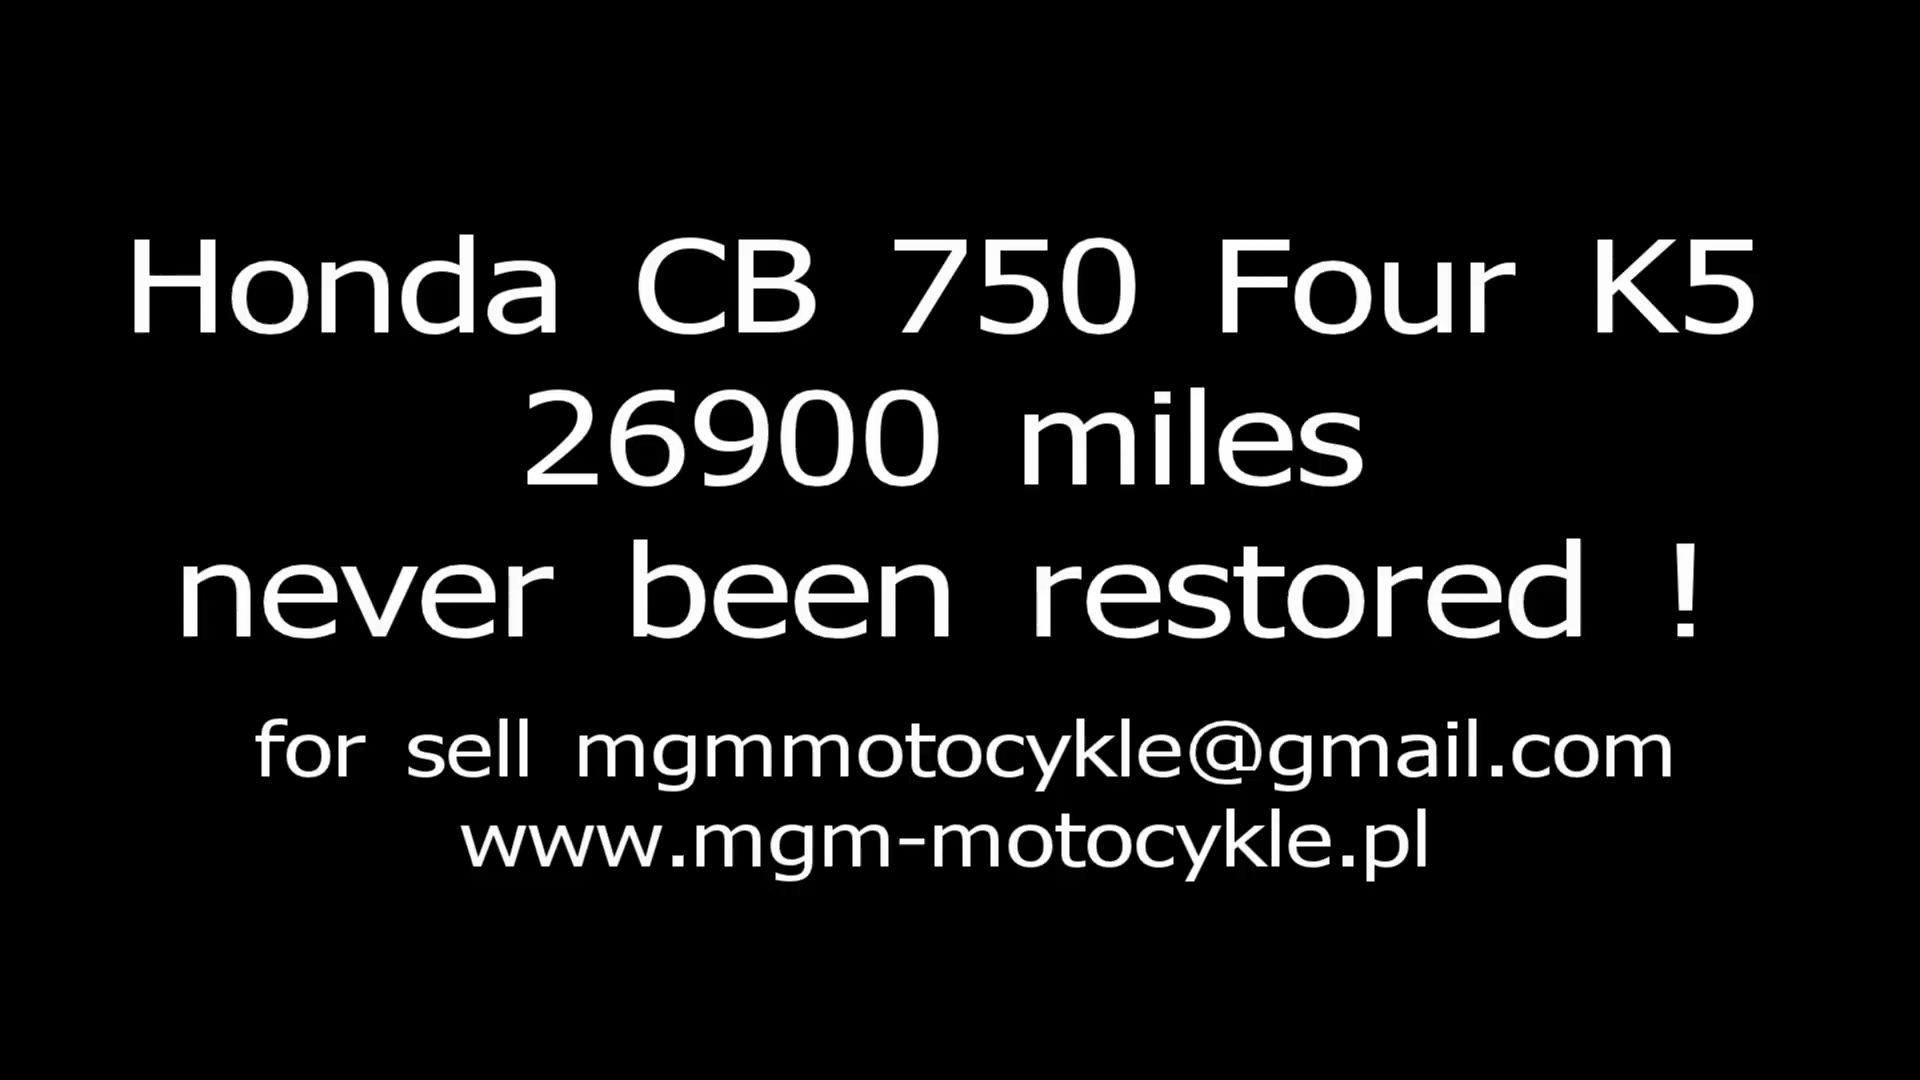 Honda CB 750 Four K5
26900 miles
never been restored !
for sell mgmmotocykle@gmail.com
www.mgm-motocykle.pl